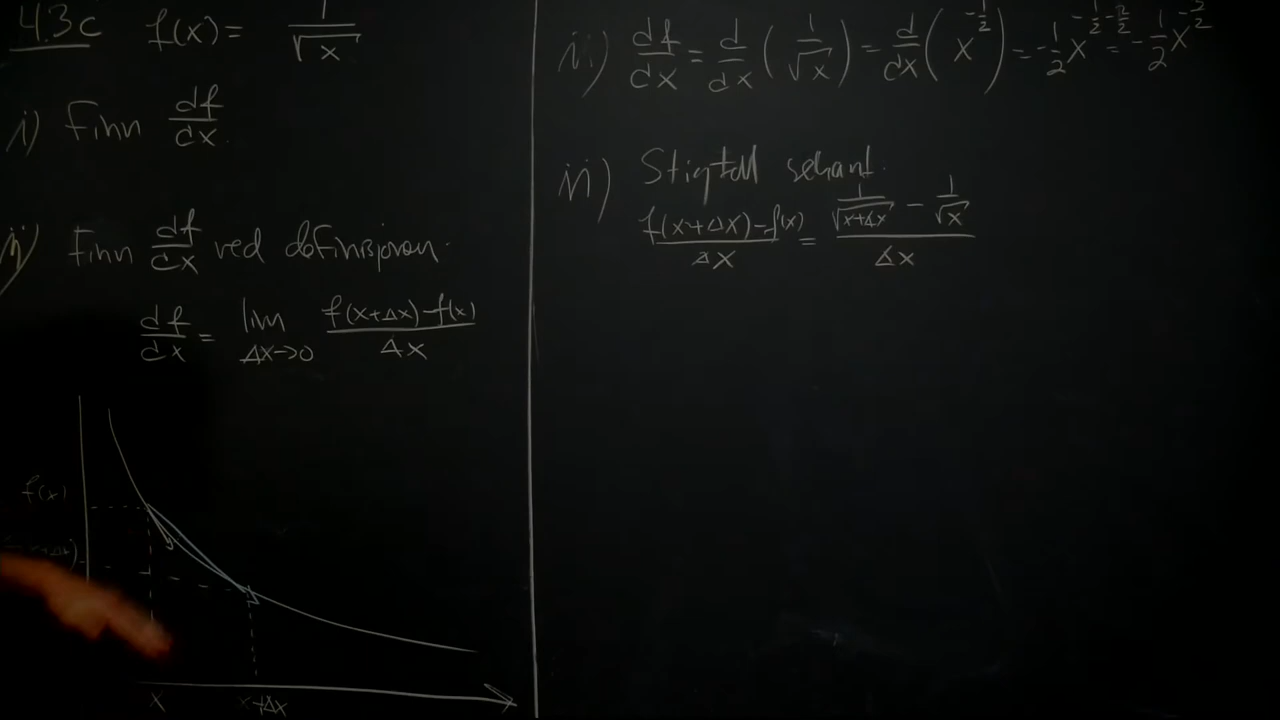 4.3c f(x) = 1/√x
i) Finn df/dx.
ii) Finn df/dx ved definisjonen.
df/dx = lim Δx→0 (f(x+Δx)-f(x))/Δx
f(x)
x x+Δx
i) df/dx = d/dx (1/√x) = d/dx (x^(-1/2)) = -1/2 x^(-1/2-2/2) = -1/2 x^(-3/2)
ii) Stigtall sekant.
(f(x+Δx)-f(x))/Δx = (1/√(x+Δx) - 1/√x)/Δx